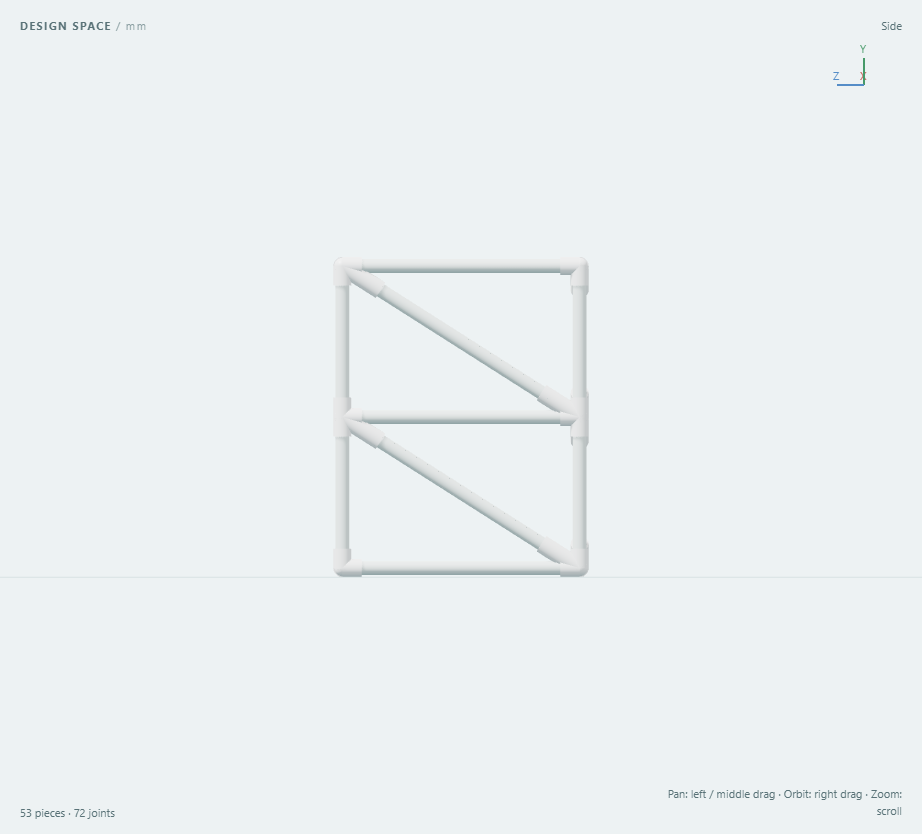 DESIGN SPACE / mm
Side
Y
Z X
53 pieces · 72 joints
Pan: left / middle drag · Orbit: right drag · Zoom:
scroll